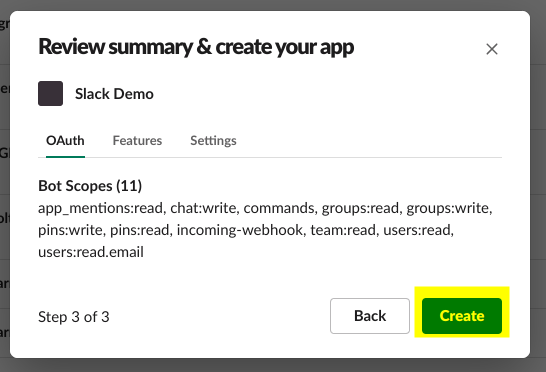 Review summary & create your app
Slack Demo
OAuth Features Settings
Bot Scopes (11)
app_mentions:read, chat:write, commands, groups:read, groups:write,
pins:write, pins:read, incoming-webhook, team:read, users:read,
users:read.email
Step 3 of 3
Back
Create